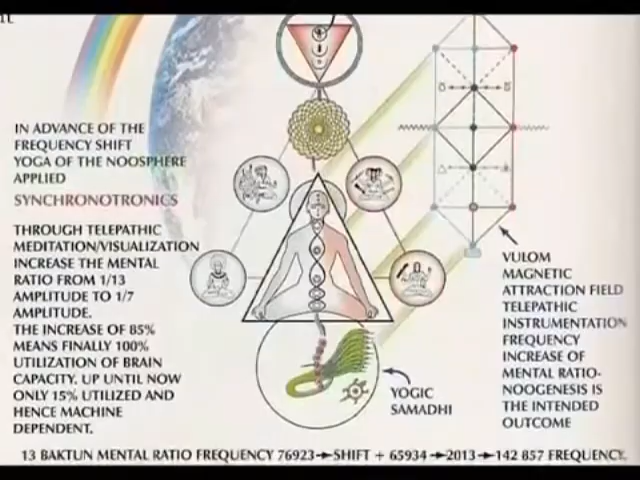 IN ADVANCE OF THE
FREQUENCY SHIFT
YOGA OF THE NOOSPHERE
APPLIED
SYNCHRONOTRONICS
THROUGH TELEPATHIC
MEDITATION/VISUALIZATION
INCREASE THE MENTAL
RATIO FROM 1/13
AMPLITUDE TO 1/7
AMPLITUDE.
THE INCREASE OF 85%
MEANS FINALLY 100%
UTILIZATION OF BRAIN
CAPACITY. UP UNTIL NOW
ONLY 15% UTILIZED AND
HENCE MACHINE
DEPENDENT.
VULOM
MAGNETIC
ATTRACTION FIELD
TELEPATHIC
INSTRUMENTATION
FREQUENCY
INCREASE OF
MENTAL RATIO-
NOOGENESIS IS
THE INTENDED
OUTCOME
YOGIC
SAMADHI
13 BAKTUN MENTAL RATIO FREQUENCY 76923→SHIFT + 65934→2013→142 857 FREQUENCY.